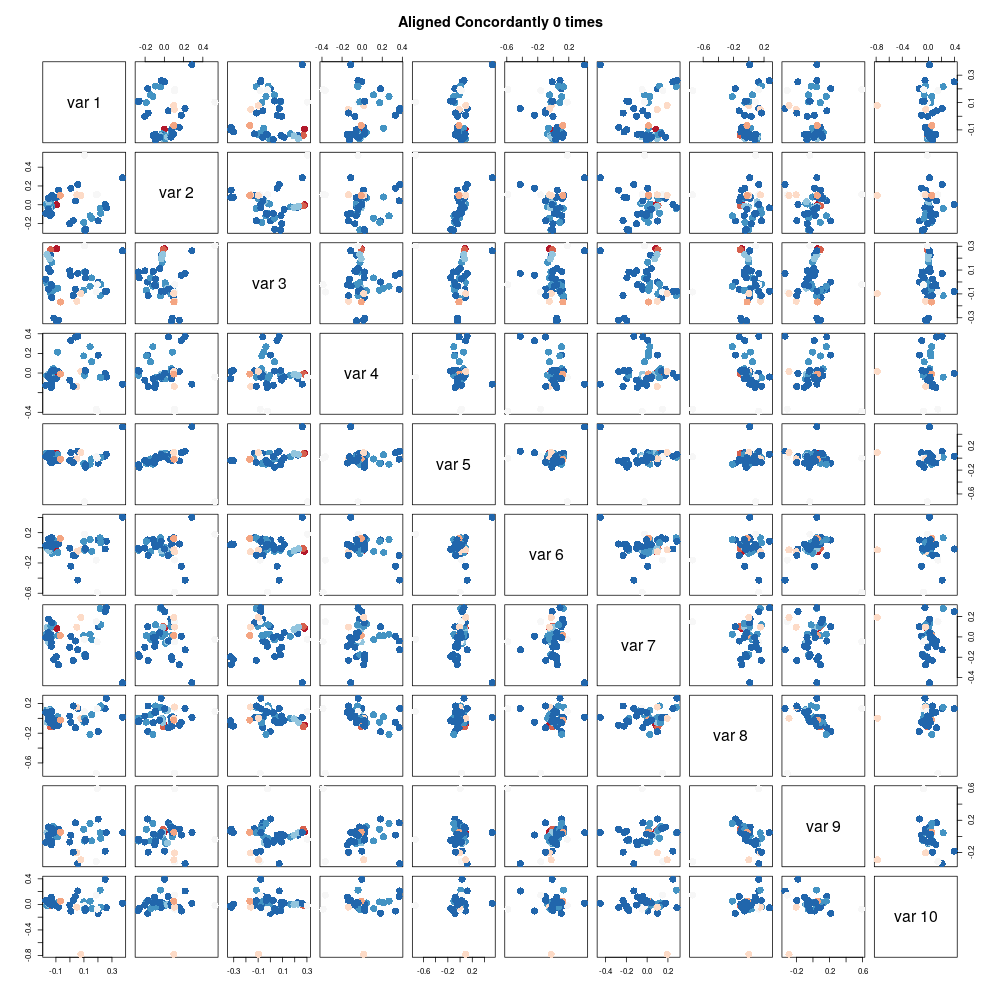 Aligned Concordantly 0 times
-0.2 0.0 0.2 0.4
-0.4 0.0 0.2 0.4
-0.6 -0.2 0.2
-0.6 -0.2 0.2
-0.8 -0.4 0.0 0.4
var 1
-0.1 0.1 0.3
-0.2 0.0 0.2 0.4
var 2
var 3
-0.3 -0.1 0.1 0.3
-0.4 0.0 0.2 0.4
var 4
var 5
-0.6 -0.2 0.2
-0.6 -0.2 0.2
var 6
var 7
-0.4 -0.2 0.0 0.2
-0.6 -0.2 0.2
var 8
var 9
-0.2 0.2 0.6
-0.8 -0.4 0.0 0.4
var 10
-0.1 0.1 0.3
-0.3 -0.1 0.1 0.3
-0.6 -0.2 0.2
-0.4 -0.2 0.0 0.2
-0.2 0.2 0.6